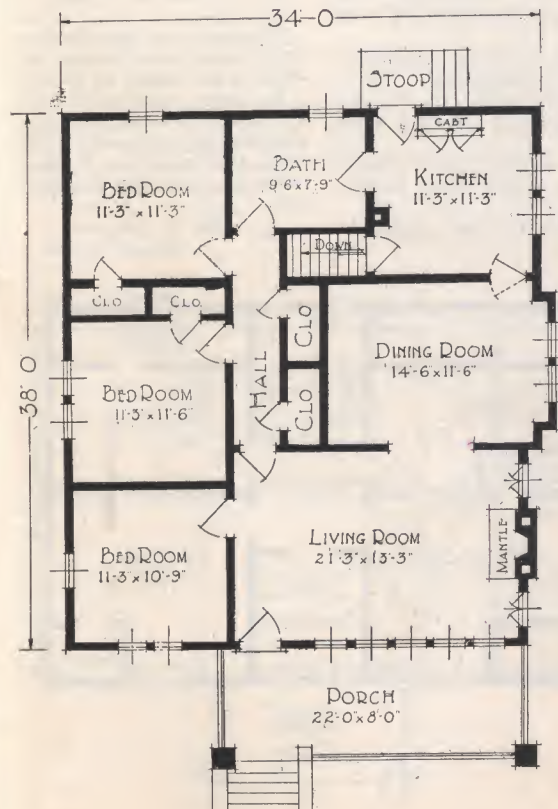 34'-0
STOOP
CABT
BATH
9'-6"x7'-9"
KITCHEN
11'-3"x11'-3"
BED ROOM
11'-3"x11'-3"
DOWN
CLO
CLO.
CLO
DINING ROOM
14'-6"x11'-6"
38'0
HALL
BED ROOM
11'-3"x11'-6"
CLO
LIVING ROOM
21'-3"x13'-3"
MANTLE
BED ROOM
11'-3"x10'-9"
PORCH
22'-0"x8'-0"